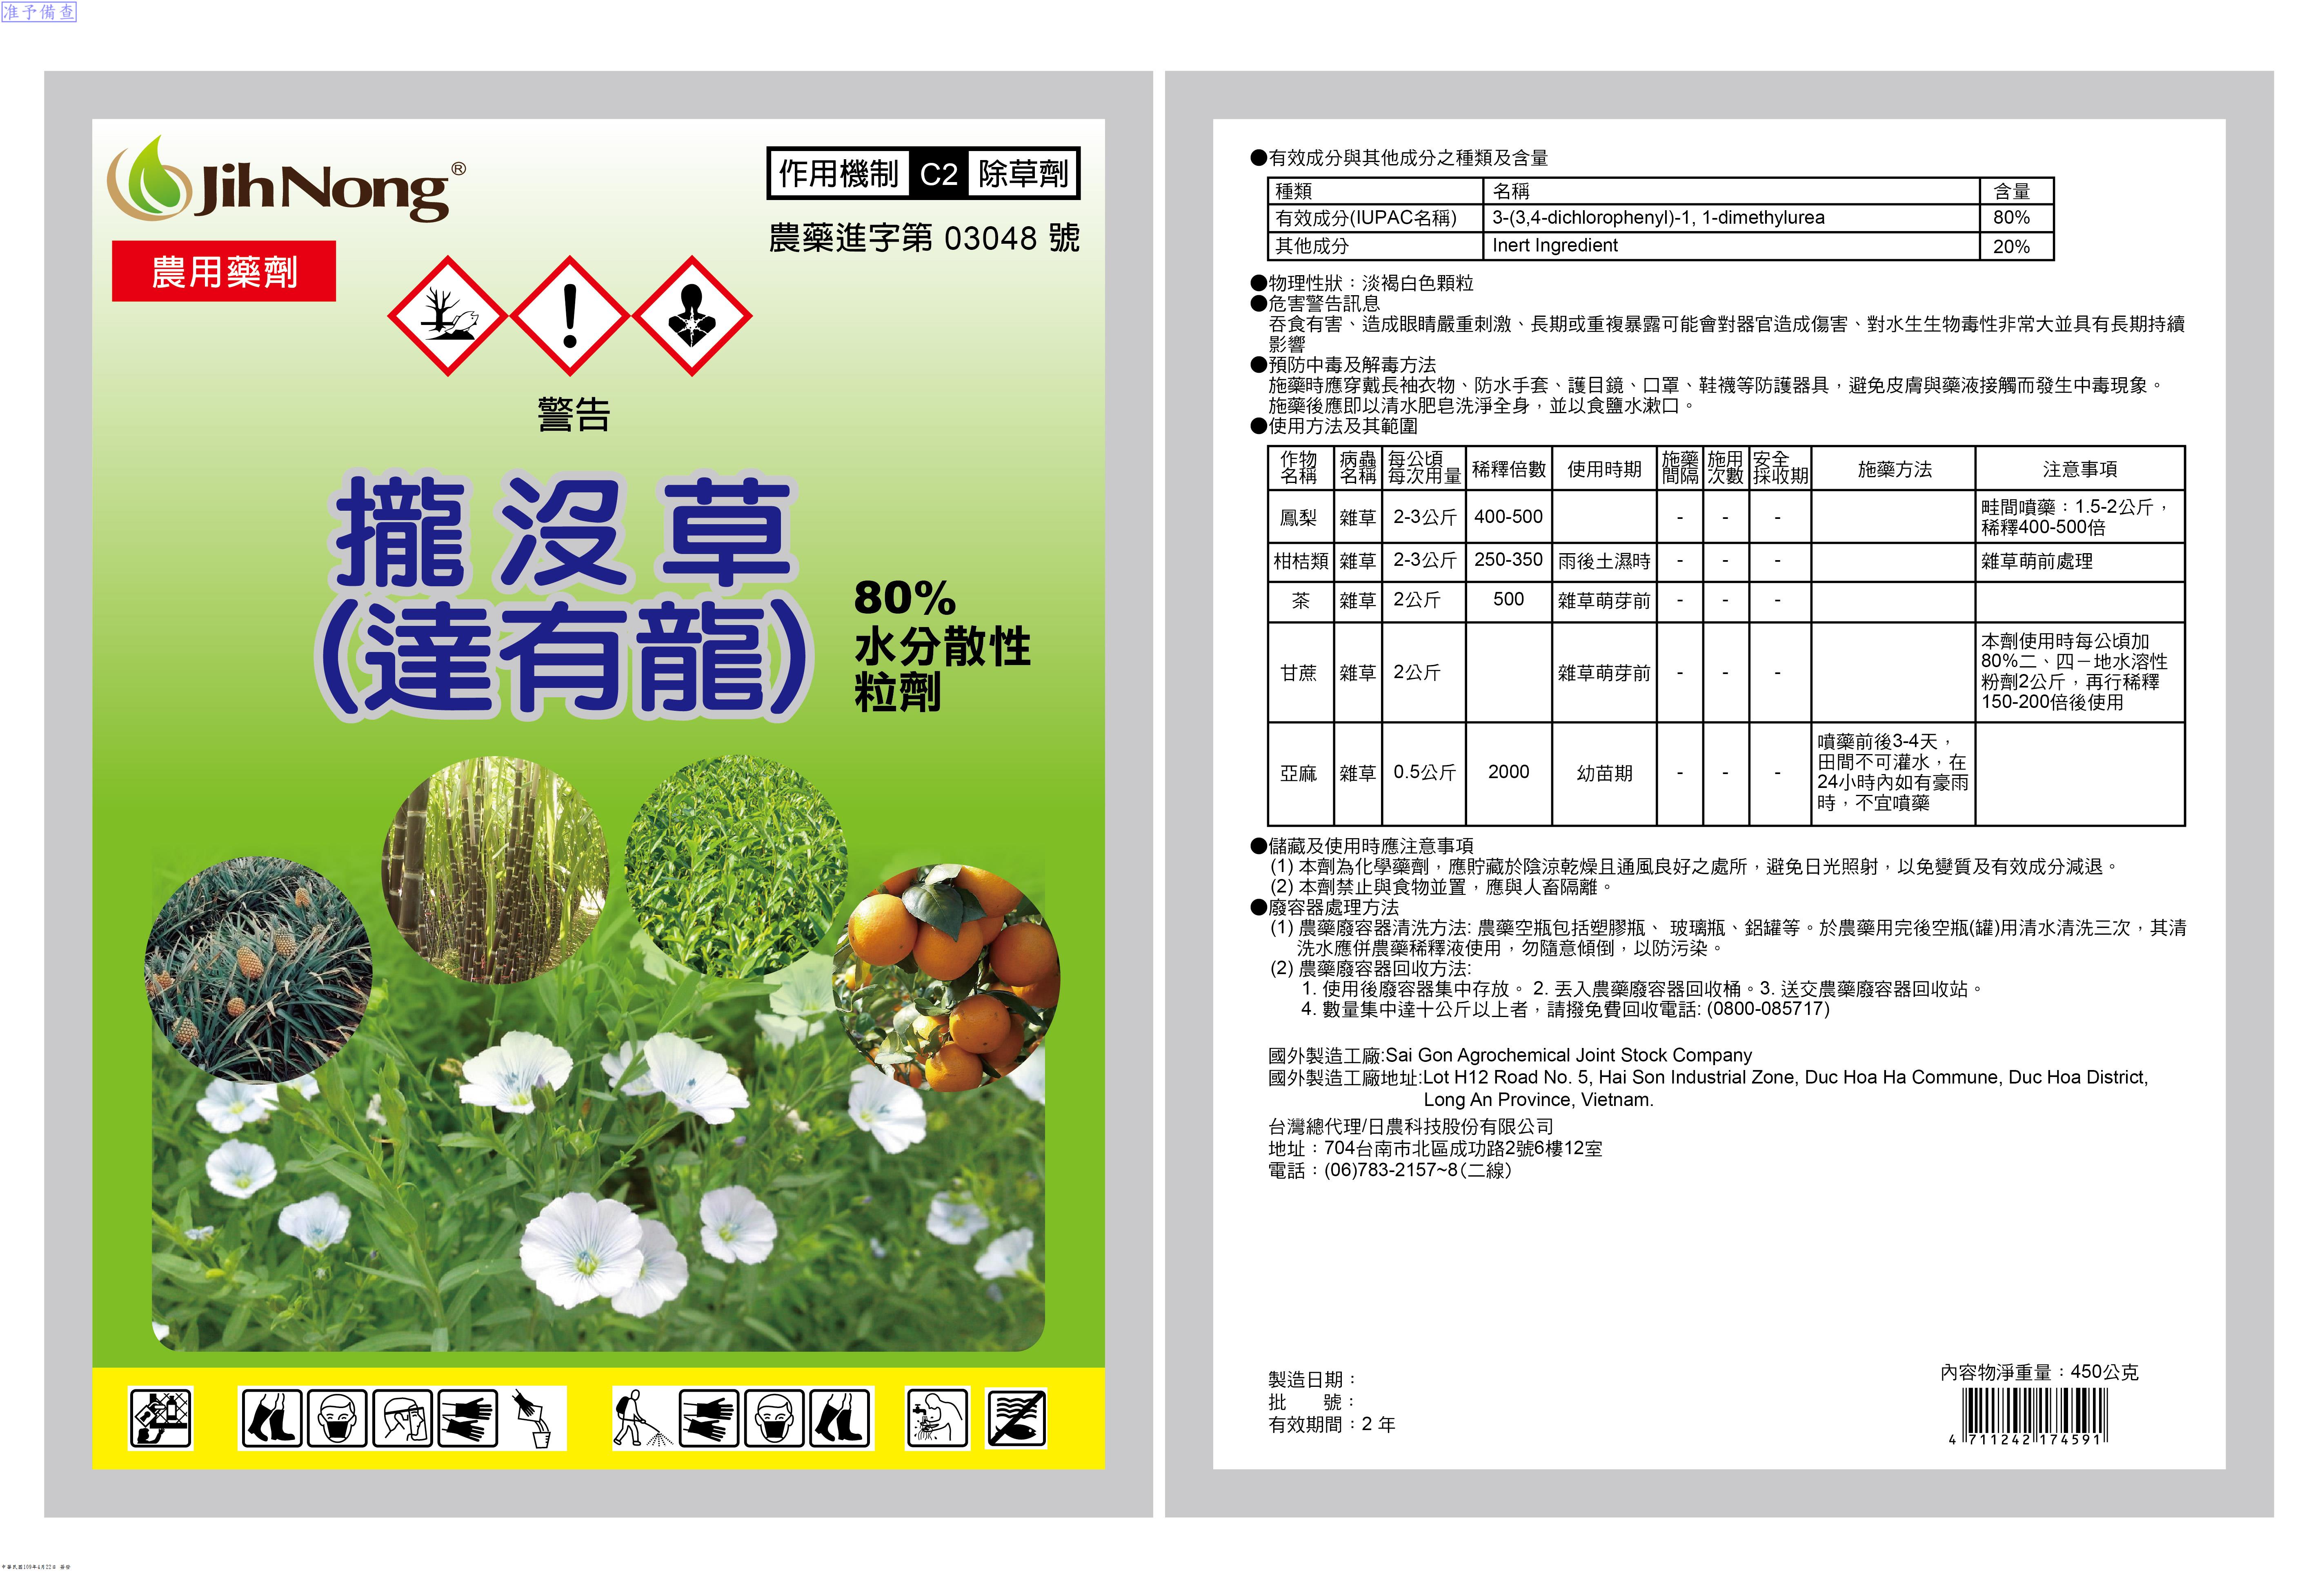 准予備查
JihNong®
作用機制 C2 除草劑
農藥進字第 03048 號
農用藥劑
警告
攏沒草
(達有龍)
80%
水分散性
粒劑
●有效成分與其他成分之種類及含量
種類 名稱 含量
有效成分(IUPAC名稱) 3-(3,4-dichlorophenyl)-1, 1-dimethylurea 80%
其他成分 Inert Ingredient 20%
●物理性狀：淡褐白色顆粒
●危害警告訊息
吞食有害、造成眼睛嚴重刺激、長期或重複暴露可能會對器官造成傷害、對水生生物毒性非常大並具有長期持續
影響
●預防中毒及解毒方法
施藥時應穿戴長袖衣物、防水手套、護目鏡、口罩、鞋襪等防護器具，避免皮膚與藥液接觸而發生中毒現象。
施藥後應即以清水肥皂洗淨全身，並以食鹽水漱口。
●使用方法及其範圍
作物名稱 病蟲名稱 每公頃每次用量 稀釋倍數 使用時期 施藥間隔 施用次數 安全採收期 施藥方法 注意事項
鳳梨 雜草 2-3公斤 400-500 - - - 畦間噴藥：1.5-2公斤，
稀釋400-500倍
柑桔類 雜草 2-3公斤 250-350 雨後土濕時 - - - 雜草萌前處理
茶 雜草 2公斤 500 雜草萌芽前 - - -
甘蔗 雜草 2公斤 雜草萌芽前 - - - 本劑使用時每公頃加
80%二、四－地水溶性
粉劑2公斤，再行稀釋
150-200倍後使用
亞麻 雜草 0.5公斤 2000 幼苗期 - - - 噴藥前後3-4天，
田間不可灌水，在
24小時內如有豪雨
時，不宜噴藥
●儲藏及使用時應注意事項
(1) 本劑為化學藥劑，應貯藏於陰涼乾燥且通風良好之處所，避免日光照射，以免變質及有效成分減退。
(2) 本劑禁止與食物並置，應與人畜隔離。
●廢容器處理方法
(1) 農藥廢容器清洗方法: 農藥空瓶包括塑膠瓶、 玻璃瓶、鋁罐等。於農藥用完後空瓶(罐)用清水清洗三次，其清
洗水應併農藥稀釋液使用，勿隨意傾倒，以防污染。
(2) 農藥廢容器回收方法:
1. 使用後廢容器集中存放。 2. 丟入農藥廢容器回收桶。3. 送交農藥廢容器回收站。
4. 數量集中達十公斤以上者，請撥免費回收電話: (0800-085717)
國外製造工廠:Sai Gon Agrochemical Joint Stock Company
國外製造工廠地址:Lot H12 Road No. 5, Hai Son Industrial Zone, Duc Hoa Ha Commune, Duc Hoa District,
Long An Province, Vietnam.
台灣總代理/日農科技股份有限公司
地址：704台南市北區成功路2號6樓12室
電話：(06)783-2157~8(二線)
製造日期：
批 號：
有效期間：2 年
內容物淨重量：450公克
4 711242 174591